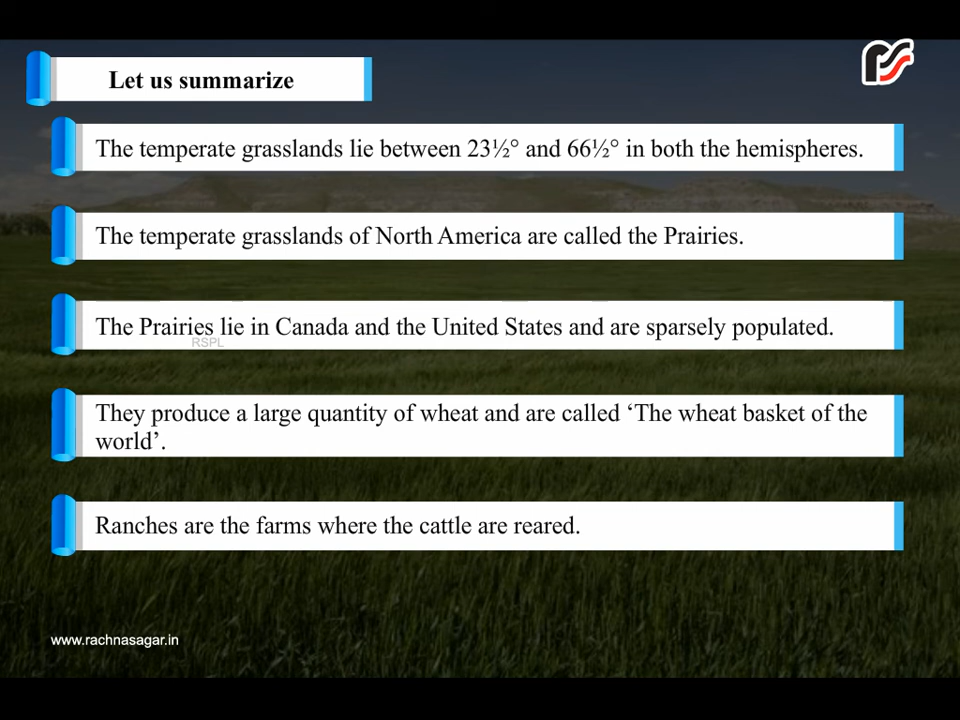 Let us summarize
The temperate grasslands lie between 23½° and 66½° in both the hemispheres.
The temperate grasslands of North America are called the Prairies.
The Prairies lie in Canada and the United States and are sparsely populated.
RSPL
They produce a large quantity of wheat and are called ‘The wheat basket of the
world’.
Ranches are the farms where the cattle are reared.
www.rachnasagar.in